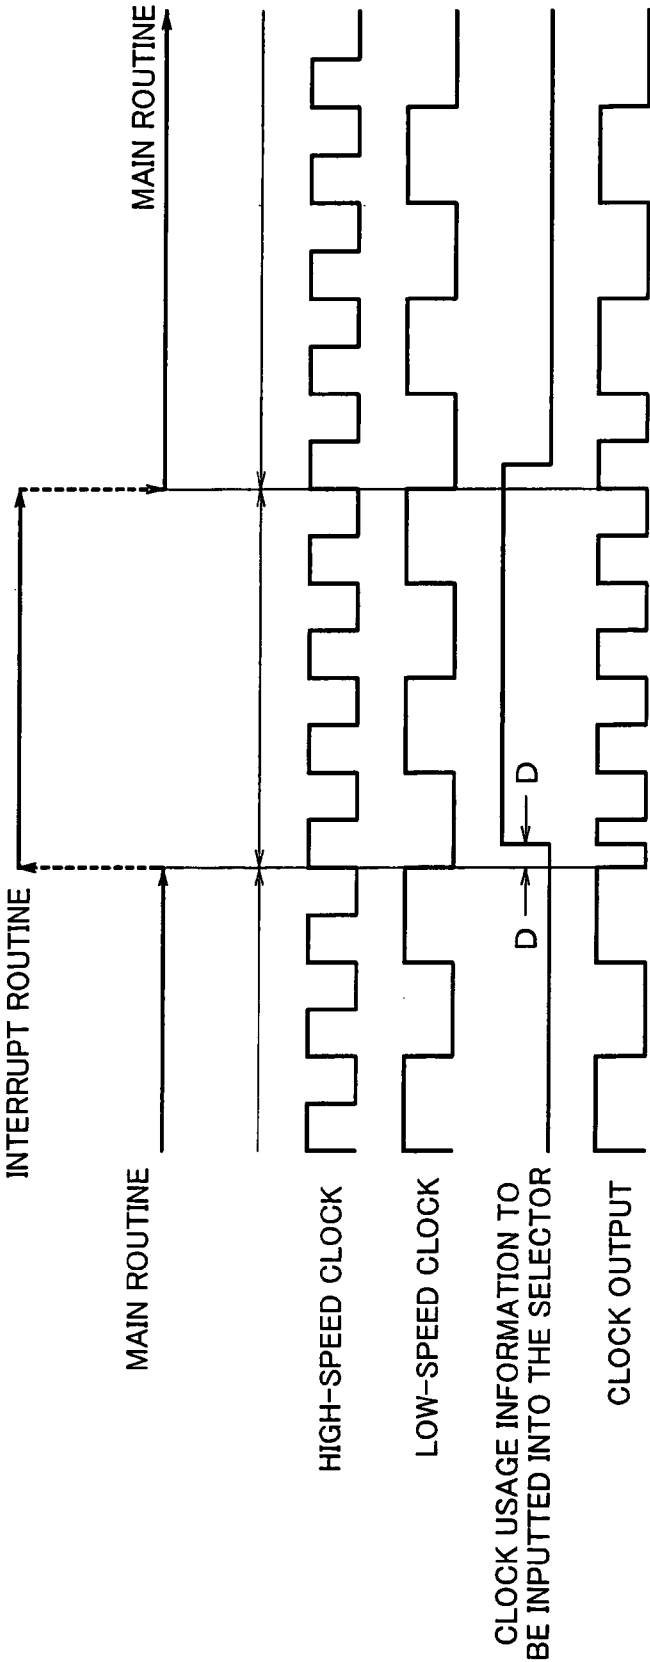 INTERRUPT ROUTINE
MAIN ROUTINE
MAIN ROUTINE
HIGH-SPEED CLOCK
LOW-SPEED CLOCK
D
D
CLOCK USAGE INFORMATION TO
BE INPUTTED INTO THE SELECTOR
CLOCK OUTPUT